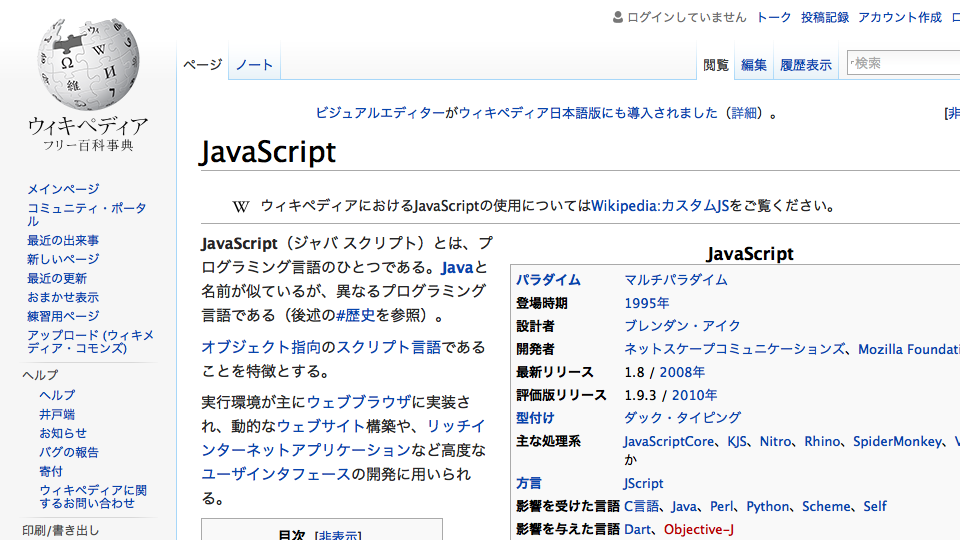 ログインしていません トーク 投稿記録 アカウント作成
ページ ノート 閲覧 編集 履歴表示 検索
ウィキペディア
フリー百科事典
メインページ
コミュニティ・ポータ
ル
最近の出来事
新しいページ
最近の更新
おまかせ表示
練習用ページ
アップロード (ウィキメ
ディア・コモンズ)
ヘルプ
ヘルプ
井戸端
お知らせ
バグの報告
寄付
ウィキペディアに関
するお問い合わせ
印刷/書き出し
ビジュアルエディターがウィキペディア日本語版にも導入されました（詳細）。 [非
JavaScript
ウィキペディアにおけるJavaScriptの使用についてはWikipedia:カスタムJSをご覧ください。
JavaScript（ジャバ スクリプト）とは、プ
ログラミング言語のひとつである。Javaと
名前が似ているが、異なるプログラミング
言語である（後述の#歴史を参照）。
オブジェクト指向のスクリプト言語である
ことを特徴とする。
実行環境が主にウェブブラウザに実装さ
れ、動的なウェブサイト構築や、リッチイ
ンターネットアプリケーションなど高度な
ユーザインタフェースの開発に用いられ
る。
目次 [非表示]
JavaScript
パラダイム マルチパラダイム
登場時期 1995年
設計者 ブレンダン・アイク
開発者 ネットスケープコミュニケーションズ、Mozilla Foundati
最新リリース 1.8 / 2008年
評価版リリース 1.9.3 / 2010年
型付け ダック・タイピング
主な処理系 JavaScriptCore、KJS、Nitro、Rhino、SpiderMonkey、V
か
方言 JScript
影響を受けた言語 C言語、Java、Perl、Python、Scheme、Self
影響を与えた言語 Dart、Objective-J